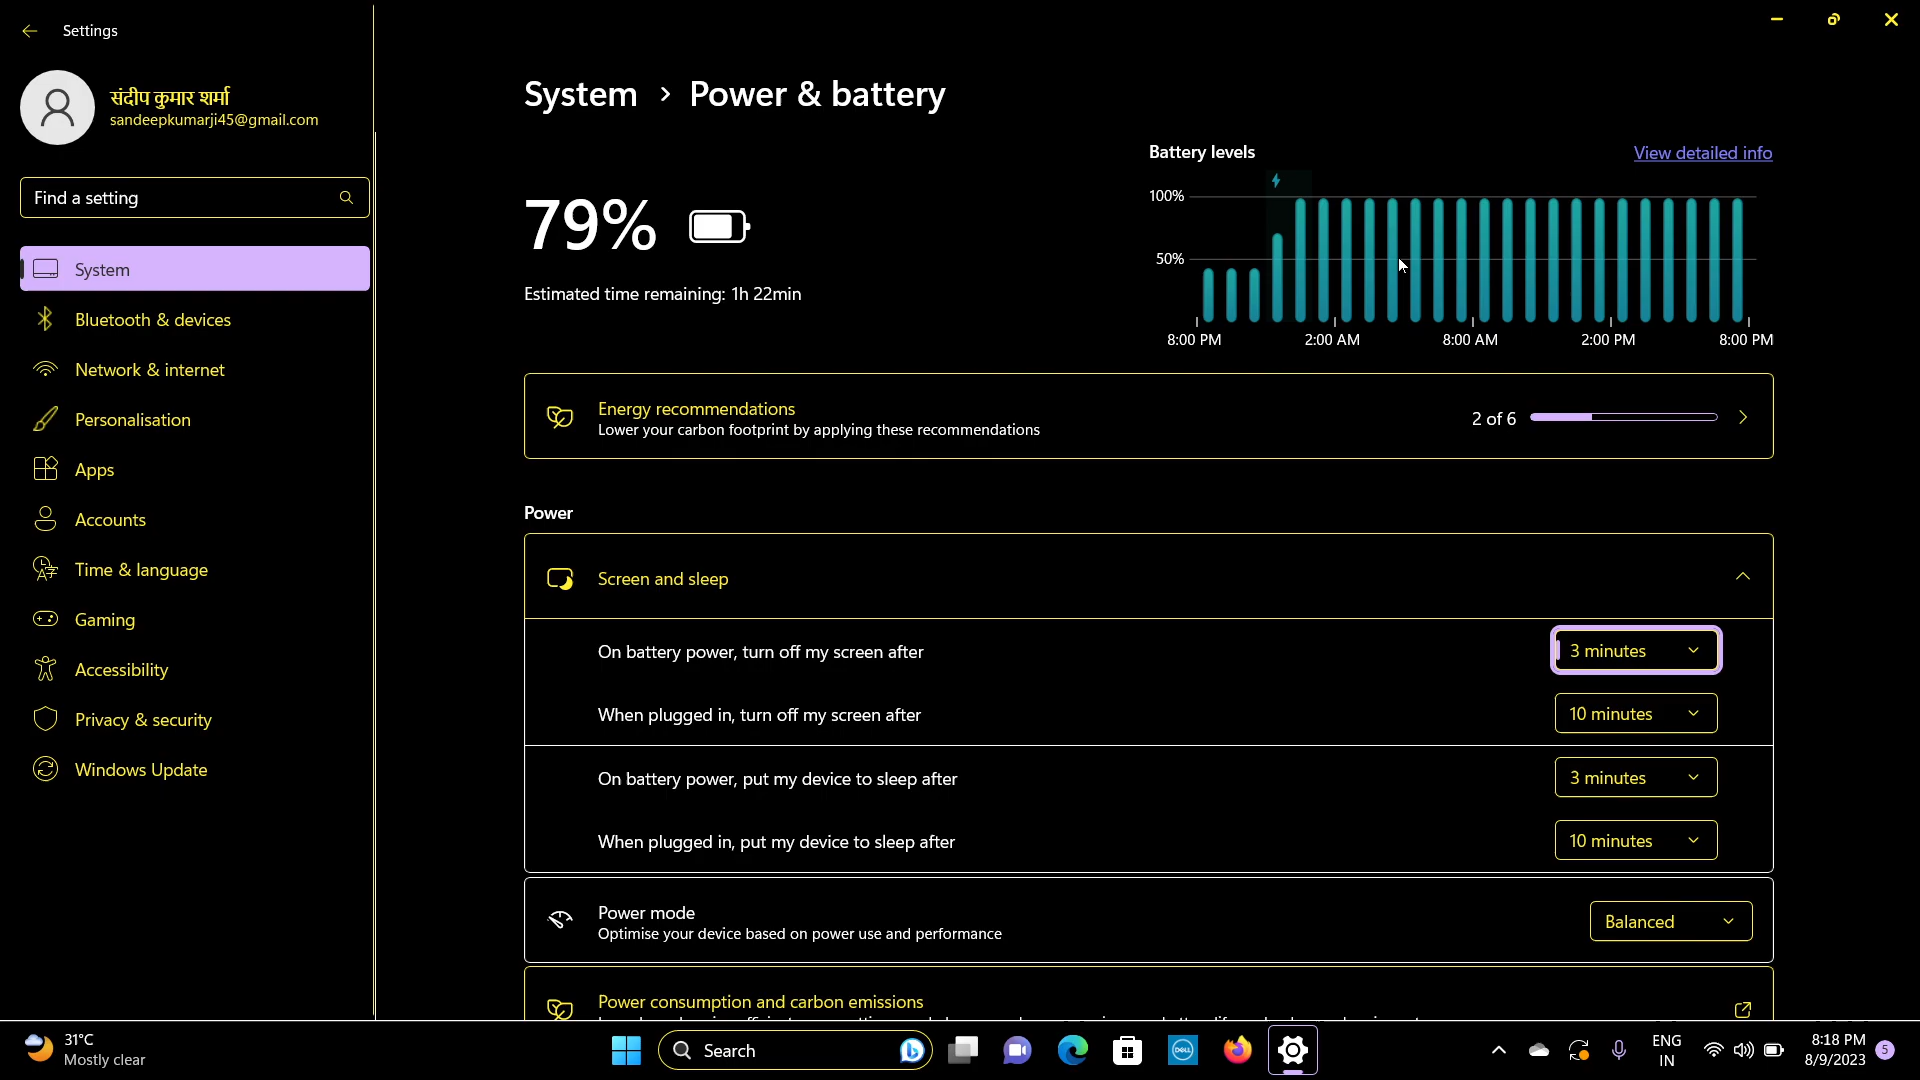 Settings
संदीप कुमार शर्मा
sandeepkumarji45@gmail.com
Find a setting
System
Bluetooth & devices
Network & internet
Personalisation
Apps
Accounts
Time & language
Gaming
Accessibility
Privacy & security
Windows Update
System > Power & battery
79%
Estimated time remaining: 1h 22min
Battery levels
View detailed info
100%
50%
8:00 PM 2:00 AM 8:00 AM 2:00 PM 8:00 PM
Energy recommendations
Lower your carbon footprint by applying these recommendations
2 of 6
Power
Screen and sleep
On battery power, turn off my screen after 3 minutes
When plugged in, turn off my screen after 10 minutes
On battery power, put my device to sleep after 3 minutes
When plugged in, put my device to sleep after 10 minutes
Power mode
Optimise your device based on power use and performance
Balanced
Power consumption and carbon emissions
31°C
Mostly clear
Search
DELL
ENG
IN
8:18 PM
8/9/2023
5